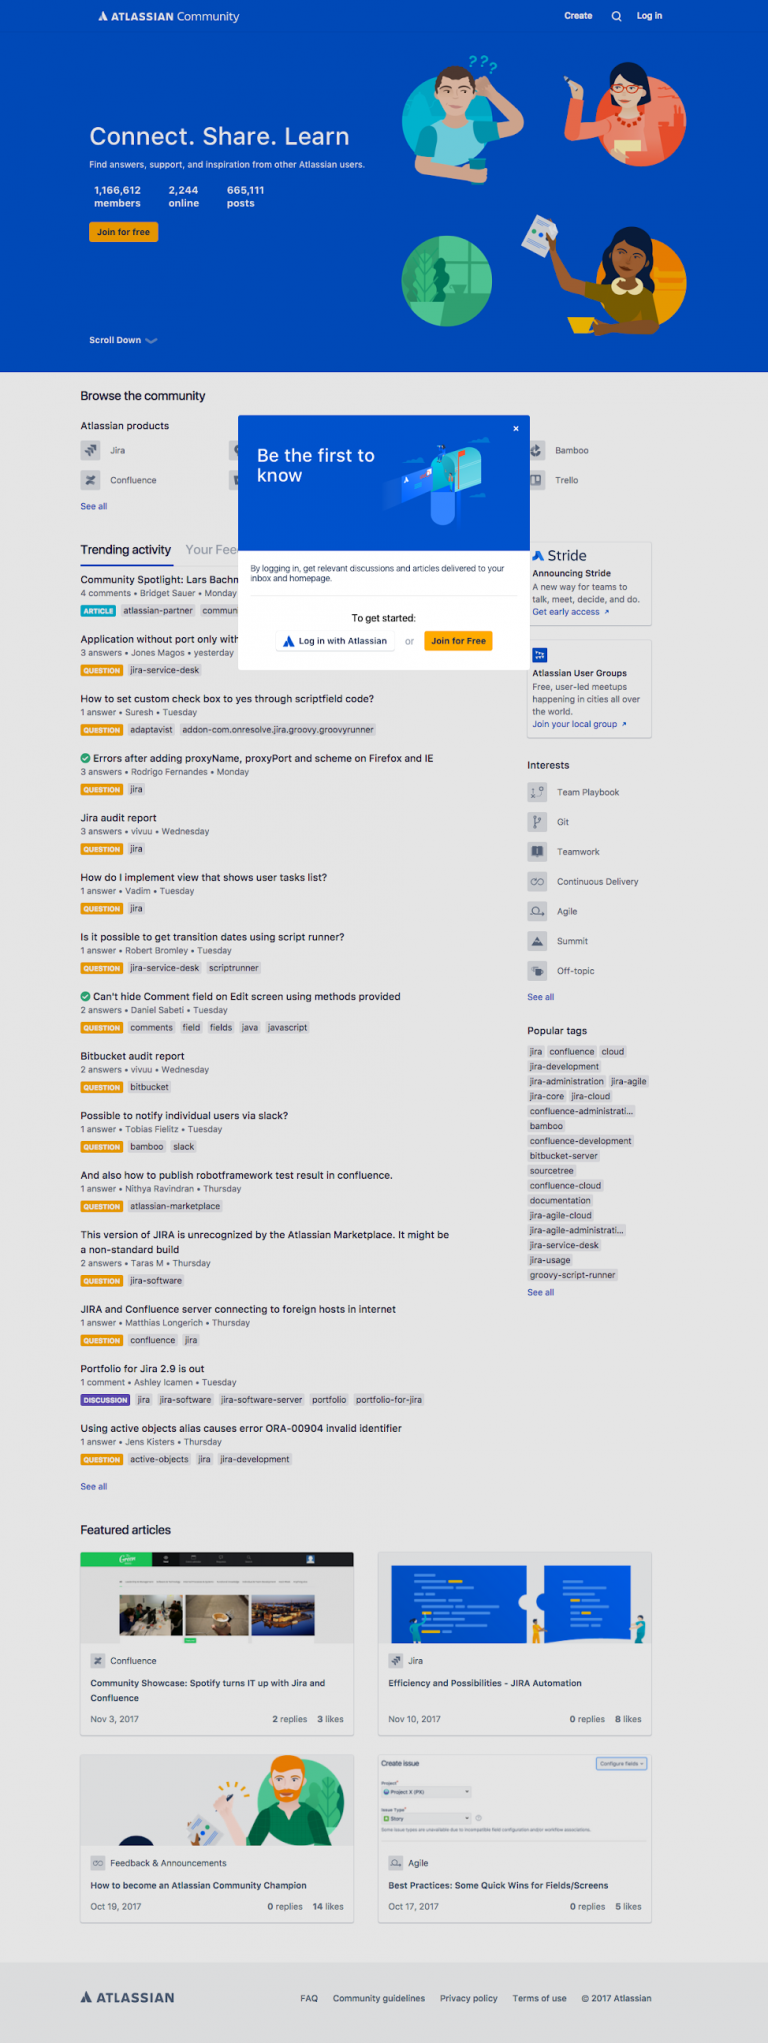 ATLASSIAN Community
Create Log in
???
Connect. Share. Learn
Find answers, support, and inspiration from other Atlassian users.
1,166,612 2,244 665,111
members online posts
Join for free
Scroll Down
Browse the community
Atlassian products
Jira
Bamboo
Confluence
Trello
See all
×
Be the first to
know
By logging in, get relevant discussions and articles delivered to your
inbox and homepage.
To get started:
Log in with Atlassian or Join for Free
Trending activity Your
Community Spotlight: Lars
4 comments • Bridget Sauer • Monday
ARTICLE atlassian-partner
Application without port only with
3 answers • Jones Magos • yesterday
QUESTION jira-service-desk
How to set custom check box to yes through scriptfield code?
1 answer • Suresh • Tuesday
QUESTION adaptavist addon-com.onresolve.jira.groovy.groovyrunner
Errors after adding proxyName, proxyPort and scheme on Firefox and IE
3 answers • Rodrigo Fernandes • Monday
QUESTION jira
Jira audit report
3 answers • vivuu • Wednesday
QUESTION jira
How do I implement view that shows user tasks list?
1 answer • Vadim • Tuesday
QUESTION jira
Is it possible to get transition dates using script runner?
1 answer • Robert Bromley • Tuesday
QUESTION jira-service-desk scriptrunner
Can't hide Comment field on Edit screen using methods provided
2 answers • Daniel Sabeti • Tuesday
QUESTION comments field fields java javascript
Bitbucket audit report
2 answers • vivuu • Wednesday
QUESTION bitbucket
Possible to notify individual users via slack?
1 answer • Tobias Fielitz • Tuesday
QUESTION bamboo slack
And also how to publish robotframework test result in confluence.
1 answer • Nithya Ravindran • Thursday
QUESTION atlassian-marketplace
This version of JIRA is unrecognized by the Atlassian Marketplace. It might be
a non-standard build
2 answers • Taras M • Thursday
QUESTION jira-software
JIRA and Confluence server connecting to foreign hosts in internet
1 answer • Matthias Longerich • Thursday
QUESTION confluence jira
Portfolio for Jira 2.9 is out
1 comment • Ashley Icamen • Tuesday
DISCUSSION jira jira-software jira-software-server portfolio portfolio-for-jira
Using active objects alias causes error ORA-00904 invalid identifier
1 answer • Jens Kisters • Thursday
QUESTION active-objects jira jira-development
See all
Stride
Announcing Stride
A new way for teams to
talk, meet, decide, and do.
Get early access ↗
Atlassian User Groups
Free, user-led meetups
happening in cities all over
the world.
Join your local group ↗
Interests
Team Playbook
Git
Teamwork
Continuous Delivery
Agile
Summit
Off-topic
See all
Popular tags
jira confluence cloud
jira-development
jira-administration jira-agile
jira-core jira-cloud
confluence-administrati...
bamboo
confluence-development
bitbucket-server
sourcetree
confluence-cloud
documentation
jira-agile-cloud
jira-agile-administrati...
jira-service-desk
jira-usage
groovy-script-runner
See all
Featured articles
Confluence
Community Showcase: Spotify turns IT up with Jira and
Confluence
Nov 3, 2017 2 replies 3 likes
Jira
Efficiency and Possibilities - JIRA Automation
Nov 10, 2017 0 replies 8 likes
Feedback & Announcements
How to become an Atlassian Community Champion
Oct 19, 2017 0 replies 14 likes
Create Issue Configure fields
Project*
Project X (PX)
Issue Type*
Story
Some issue types are unavailable due to incompatible field configuration and/or workflow associations.
Agile
Best Practices: Some Quick Wins for Fields/Screens
Oct 17, 2017 0 replies 5 likes
ATLASSIAN
FAQ Community guidelines Privacy policy Terms of use © 2017 Atlassian